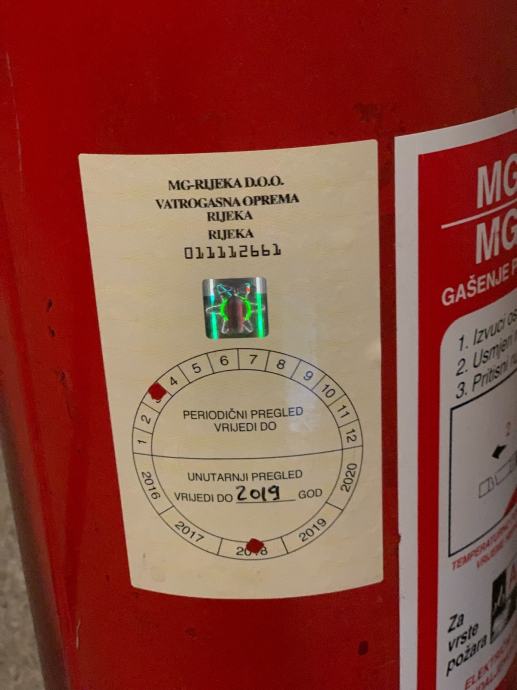 MG-RIJEKA D.O.O.
VATROGASNA OPREMA
RIJEKA
RIJEKA
011112661
1 2 3 4 5 6 7 8 9 10 11 12
PERIODIČNI PREGLED
VRIJEDI DO
UNUTARNJI PREGLED
VRIJEDI DO 2019 GOD
2016 2017 2018 2019 2020
MG
MG
GAŠENJE
1. Izvuci
2. Usmjeri
3. Pritisni
2
Za
vrste
požara